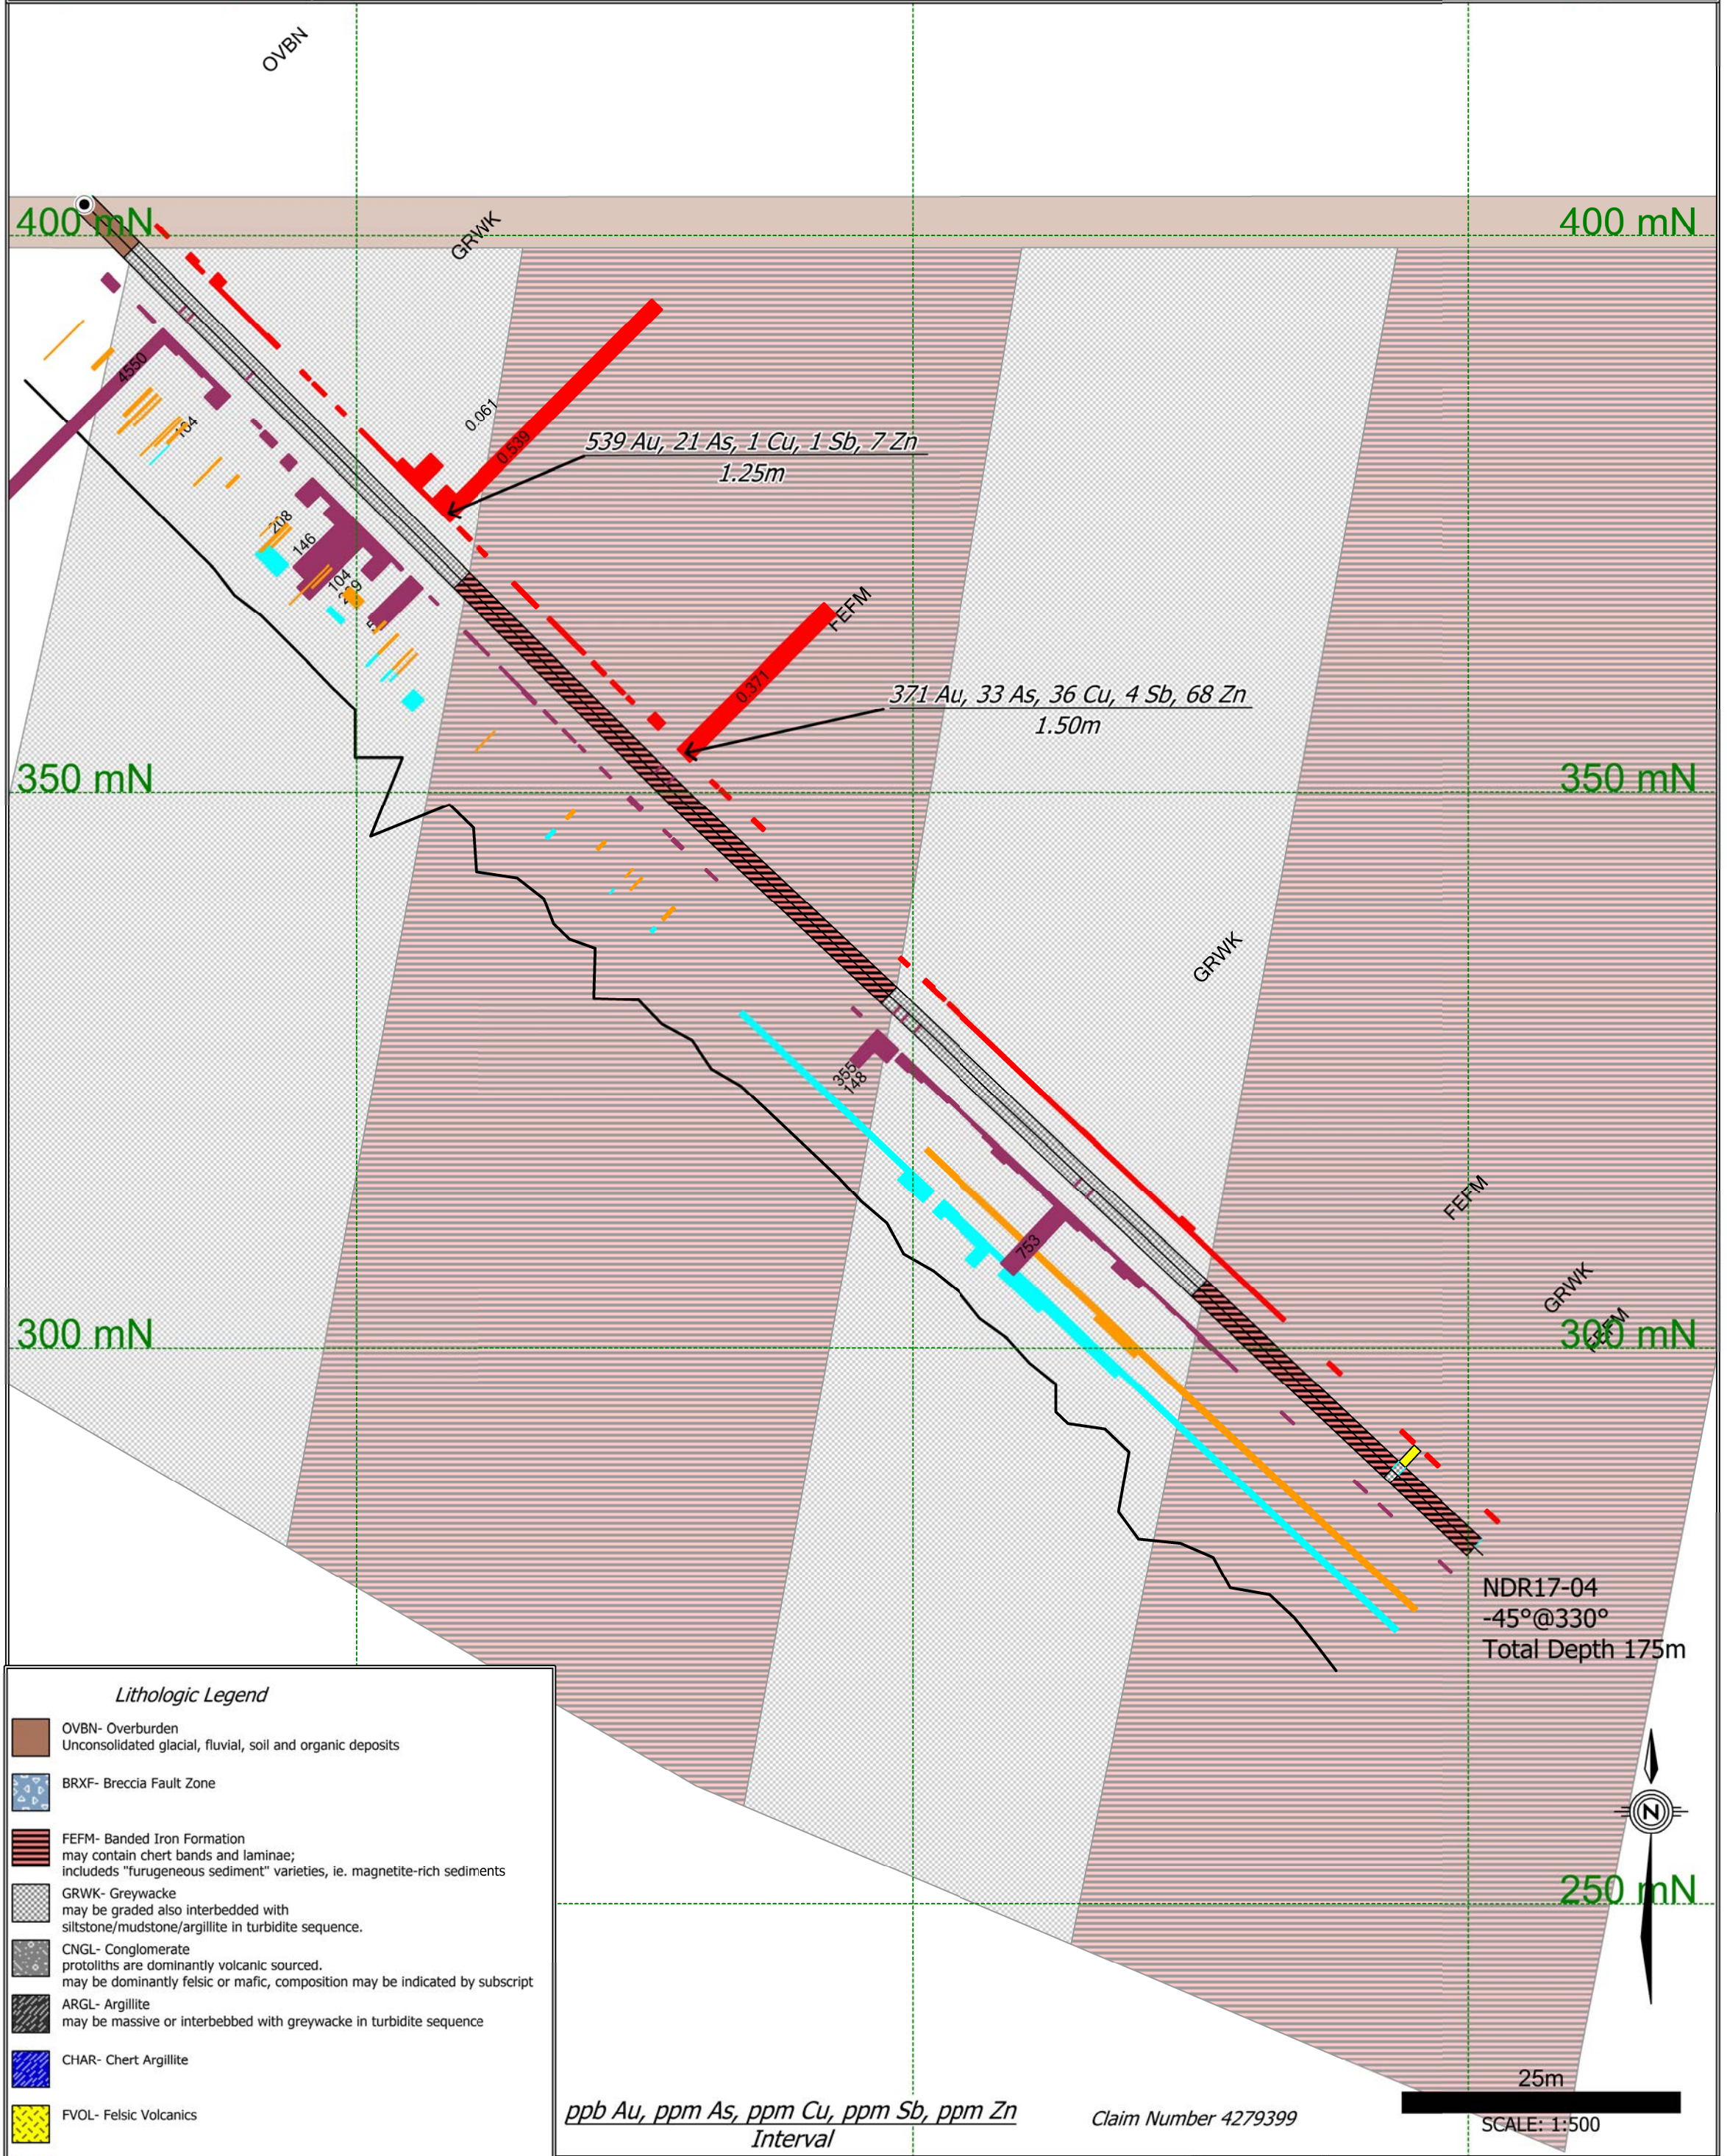 OVBN
400 mN
GRWK
400 mN
4550
0.061
0.539
539 Au, 21 As, 1 Cu, 1 Sb, 7 Zn
1.25m
208
146
104
FEFM
0.371
371 Au, 33 As, 36 Cu, 4 Sb, 68 Zn
1.50m
350 mN
350 mN
GRWK
355
148
FEFM
753
GRWK
FEFM
300 mN
300 mN
NDR17-04
-45°@330°
Total Depth 175m
Lithologic Legend
OVBN- Overburden
Unconsolidated glacial, fluvial, soil and organic deposits
BRXF- Breccia Fault Zone
FEFM- Banded Iron Formation
may contain chert bands and laminae;
includeds "furugeneous sediment" varieties, ie. magnetite-rich sediments
GRWK- Greywacke
may be graded also interbedded with
siltstone/mudstone/argillite in turbidite sequence.
CNGL- Conglomerate
protoliths are dominantly volcanic sourced.
may be dominantly felsic or mafic, composition may be indicated by subscript
ARGL- Argillite
may be massive or interbebbed with greywacke in turbidite sequence
CHAR- Chert Argillite
FVOL- Felsic Volcanics
N
250 mN
25m
SCALE: 1:500
ppb Au, ppm As, ppm Cu, ppm Sb, ppm Zn
Interval
Claim Number 4279399